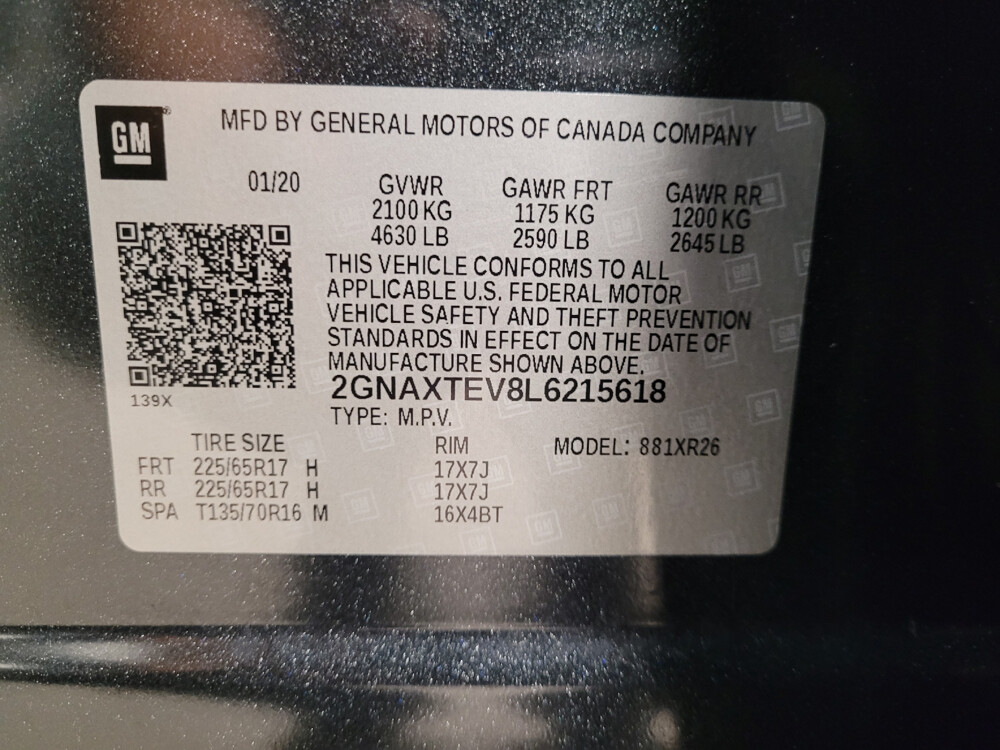 GM
MFD BY GENERAL MOTORS OF CANADA COMPANY
01/20 GVWR GAWR FRT GAWR RR
2100 KG 1175 KG 1200 KG
4630 LB 2590 LB 2645 LB
THIS VEHICLE CONFORMS TO ALL
APPLICABLE U.S. FEDERAL MOTOR
VEHICLE SAFETY AND THEFT PREVENTION
STANDARDS IN EFFECT ON THE DATE OF
MANUFACTURE SHOWN ABOVE.
2GNAXTEV8L6215618
139X
TYPE: M.P.V.
TIRE SIZE RIM MODEL: 881XR26
FRT 225/65R17 H 17X7J
RR 225/65R17 H 17X7J
SPA T135/70R16 M 16X4BT